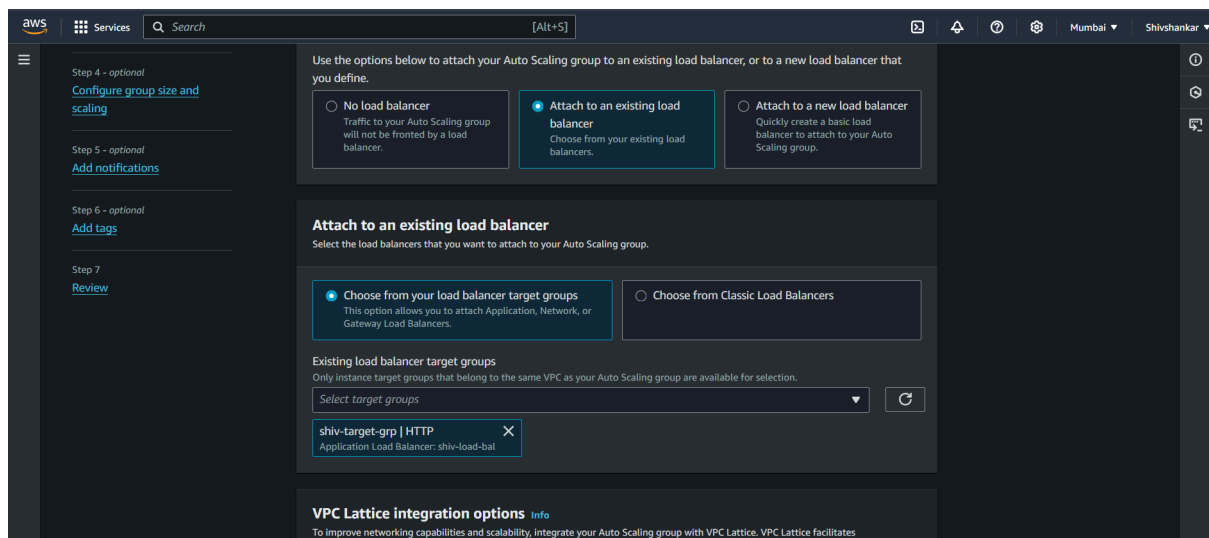 aws
Services
Search
[Alt+S]
Mumbai
Shivshankar
Step 4 - optional
Configure group size and
scaling
Step 5 - optional
Add notifications
Step 6 - optional
Add tags
Step 7
Review
Use the options below to attach your Auto Scaling group to an existing load balancer, or to a new load balancer that
you define.
No load balancer
Traffic to your Auto Scaling group
will not be fronted by a load
balancer.
Attach to an existing load
balancer
Choose from your existing load
balancers.
Attach to a new load balancer
Quickly create a basic load
balancer to attach to your Auto
Scaling group.
Attach to an existing load balancer
Select the load balancers that you want to attach to your Auto Scaling group.
Choose from your load balancer target groups
This option allows you to attach Application, Network, or
Gateway Load Balancers.
Choose from Classic Load Balancers
Existing load balancer target groups
Only instance target groups that belong to the same VPC as your Auto Scaling group are available for selection.
Select target groups
shiv-target-grp | HTTP
Application Load Balancer: shiv-load-bal
VPC Lattice integration options Info
To improve networking capabilities and scalability, integrate your Auto Scaling group with VPC Lattice. VPC Lattice facilitates